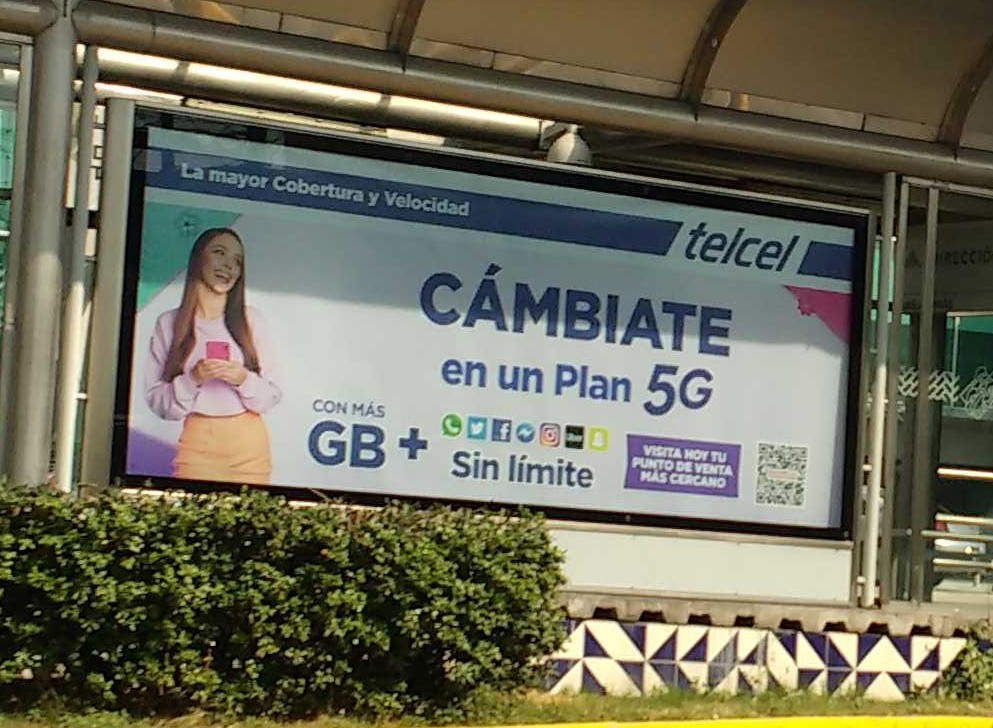 La mayor Cobertura y Velocidad
telcel
CÁMBIATE
en un Plan 5G
CON MÁS
GB +
Sin límite
VISITA HOY TU
PUNTO DE VENTA
MÁS CERCANO